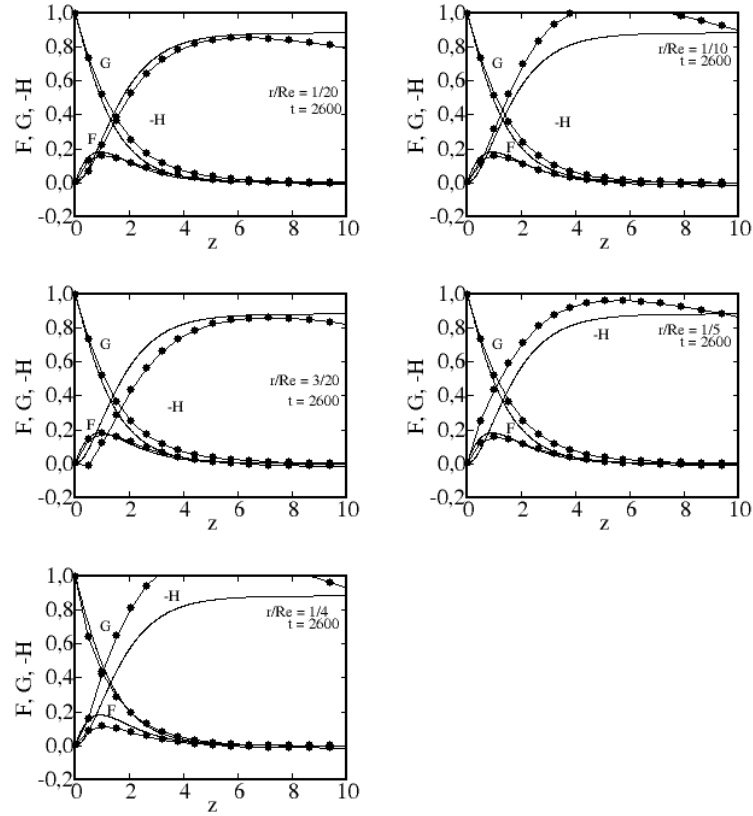 1,0
0,8
0,6
0,4
0,2
0,0
-0,2
F, G, -H
G
F
-H
r/Re = 1/20
t = 2600
0 2 4 6 8 10
z
1,0
0,8
0,6
0,4
0,2
0,0
-0,2
F, G, -H
G
F
-H
r/Re = 1/10
t = 2600
0 2 4 6 8 10
z
1,0
0,8
0,6
0,4
0,2
0,0
-0,2
F, G, -H
G
F
-H
r/Re = 3/20
t = 2600
0 2 4 6 8 10
z
1,0
0,8
0,6
0,4
0,2
0,0
-0,2
F, G, -H
G
F
-H
r/Re = 1/5
t = 2600
0 2 4 6 8 10
z
1,0
0,8
0,6
0,4
0,2
0,0
-0,2
F, G, -H
G
F
-H
r/Re = 1/4
t = 2600
0 2 4 6 8 10
z